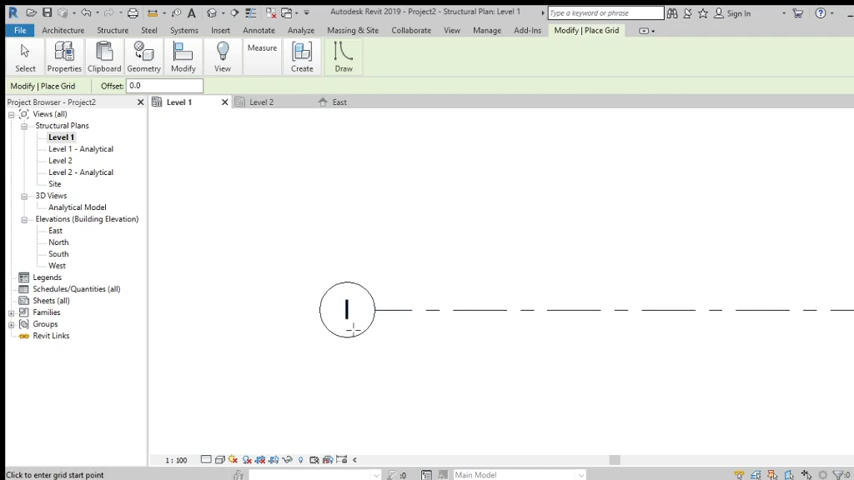 Autodesk Revit 2019 - Project2 - Structural Plan: Level 1
Type a keyword or phrase
Sign In
File Architecture Structure Steel Systems Insert Annotate Analyze Massing & Site Collaborate View Manage Add-Ins Modify | Place Grid
Select Properties Clipboard Geometry Modify View Measure Create Draw
Modify | Place Grid Offset: 0.0
Project Browser - Project2
Level 1 Level 2 East
Views (all)
Structural Plans
Level 1
Level 1 - Analytical
Level 2
Level 2 - Analytical
Site
3D Views
Analytical Model
Elevations (Building Elevation)
East
North
South
West
Legends
Schedules/Quantities (all)
Sheets (all)
Families
Groups
Revit Links
1
1 : 100
Click to enter grid start point
:0
Main Model
:0